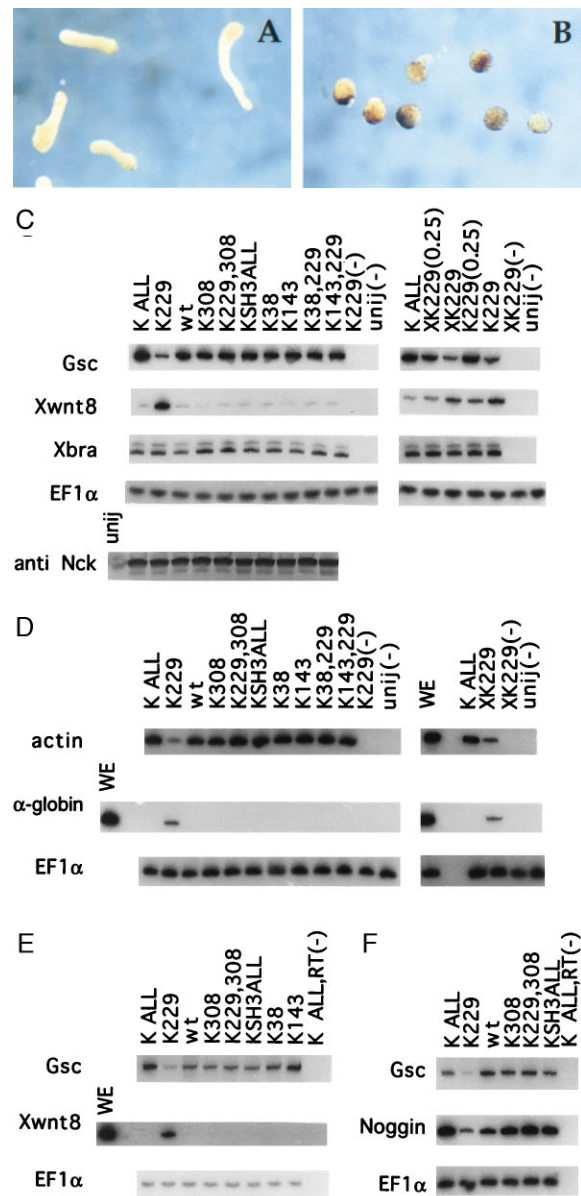 A
B
C
K ALL K229 wt K308 K229,308 KSH3ALL K38 K143 K38,229 K143,229 K229(-) unij(-)
K ALL XK229(0.25) XK229 K229(0.25) K229 XK229(-) unij(-)
Gsc
Xwnt8
Xbra
EF1α
unij
anti Nck
D
K ALL K229 wt K308 K229,308 KSH3ALL K38 K143 K38,229 K143,229 K229(-) unij(-)
WE K ALL XK229 XK229(-) unij(-)
actin
WE
α-globin
EF1α
E
K ALL K229 wt K308 K229,308 KSH3ALL K38 K143 K ALL,RT(-)
Gsc
WE
Xwnt8
EF1α
F
K ALL K229 wt K308 K229,308 KSH3ALL K ALL,RT(-)
Gsc
Noggin
EF1α